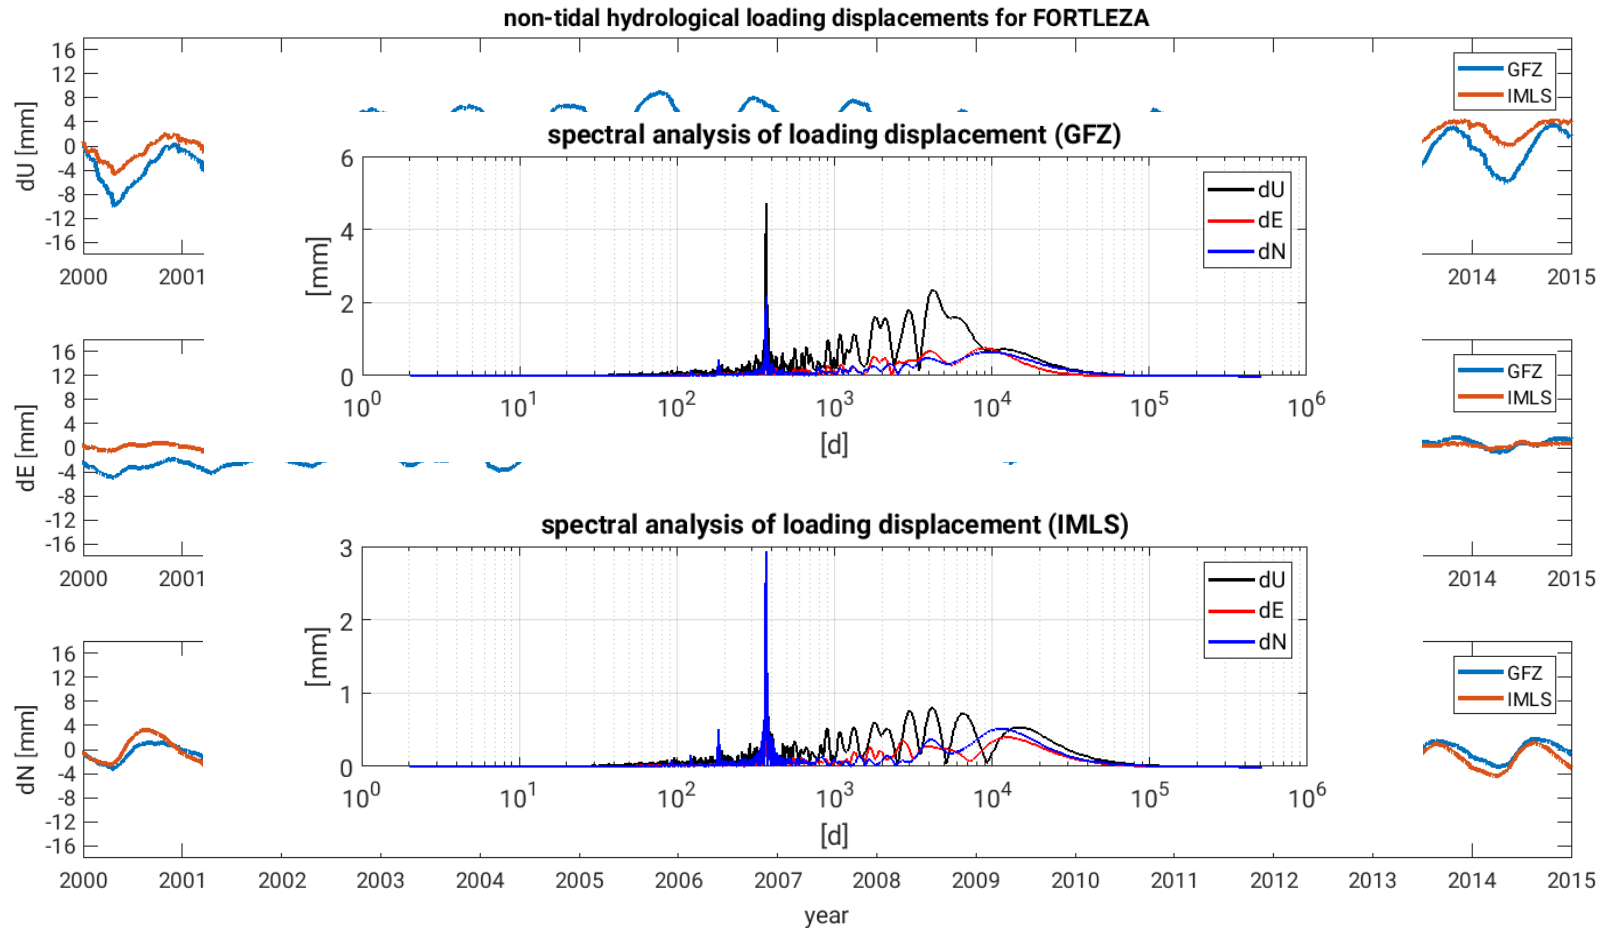 non-tidal hydrological loading displacements for FORTLEZA
dU [mm]
16
12
8
4
0
-4
-8
-12
-16
2000 2001 2014 2015
GFZ
IMLS
spectral analysis of loading displacement (GFZ)
[mm]
6
4
2
0
10^0 10^1 10^2 10^3 10^4 10^5 10^6
[d]
dU
dE
dN
dE [mm]
16
12
8
4
0
-4
-8
-12
-16
2000 2001 2014 2015
GFZ
IMLS
spectral analysis of loading displacement (IMLS)
[mm]
3
2
1
0
10^0 10^1 10^2 10^3 10^4 10^5 10^6
[d]
dU
dE
dN
dN [mm]
16
12
8
4
0
-4
-8
-12
-16
GFZ
IMLS
2000 2001 2002 2003 2004 2005 2006 2007 2008 2009 2010 2011 2012 2013 2014 2015
year